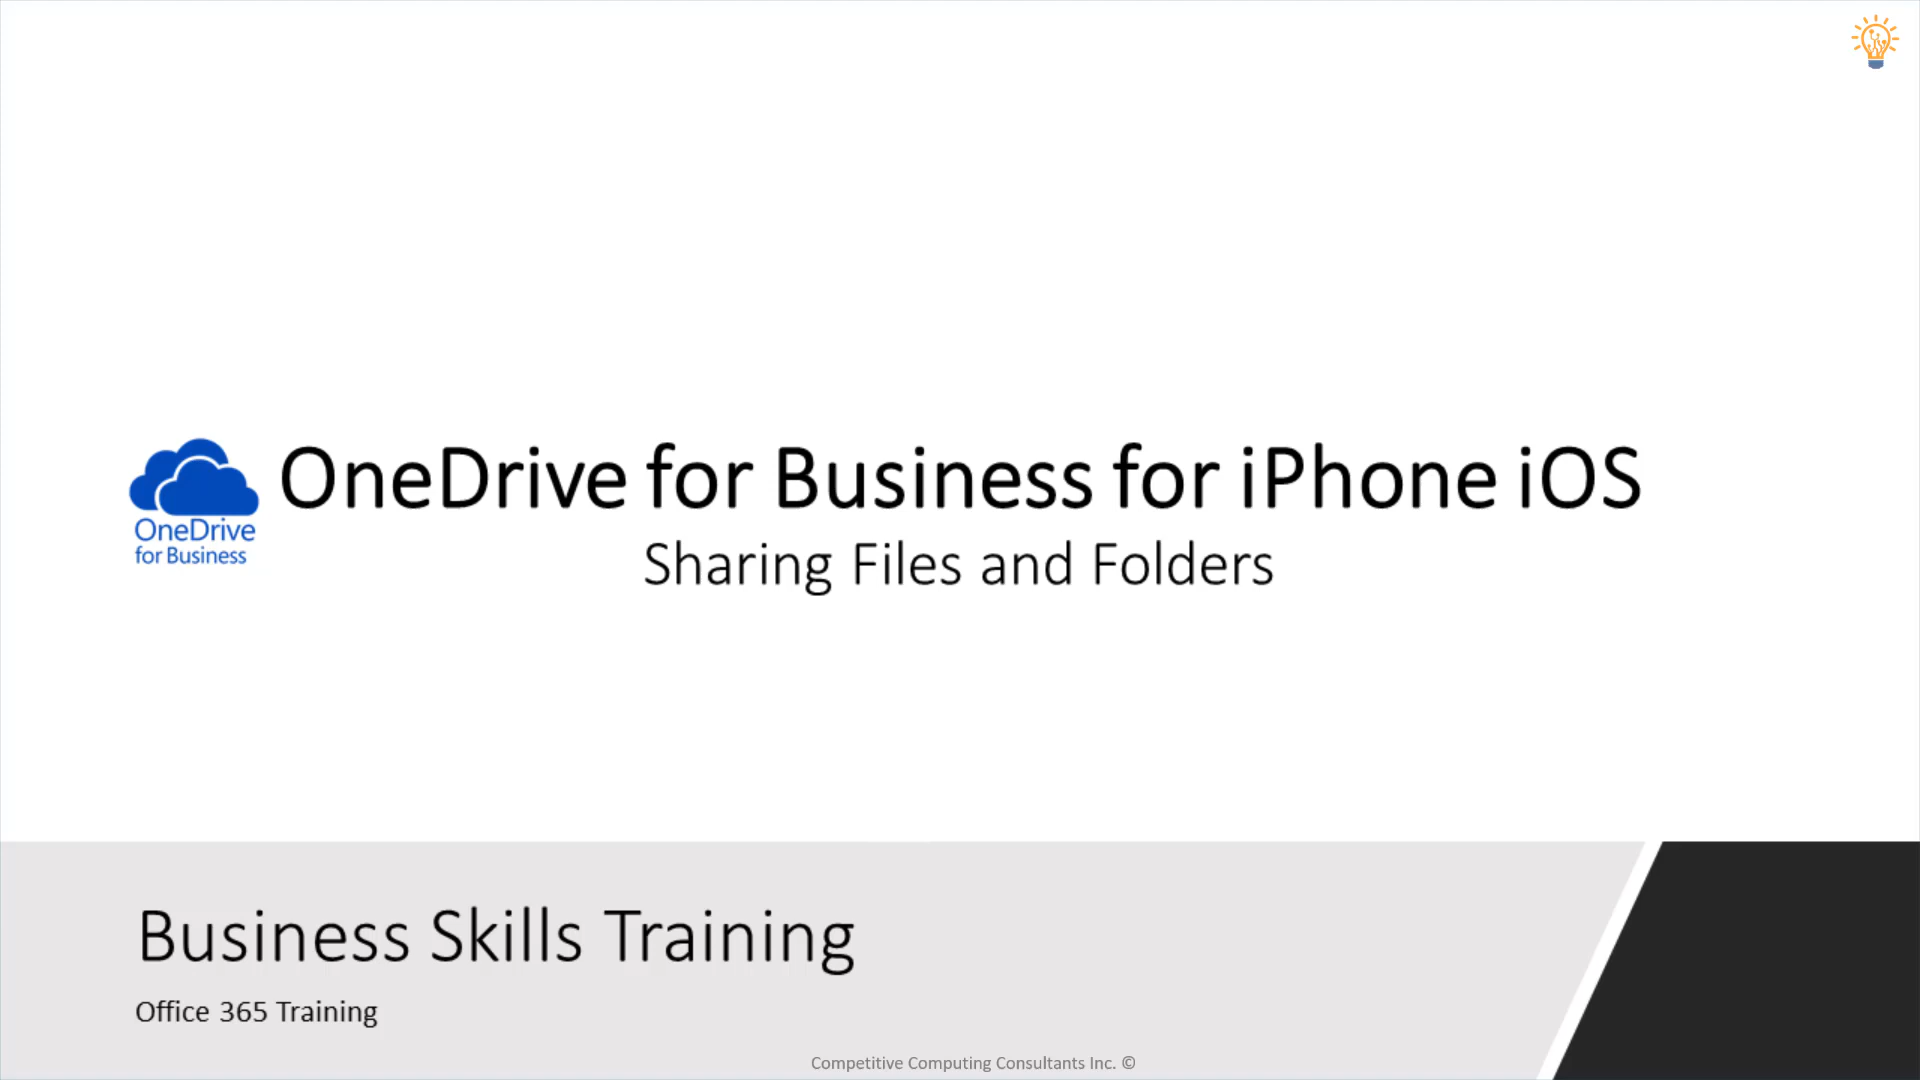 OneDrive for Business for iPhone iOS
OneDrive
for Business
Sharing Files and Folders
Business Skills Training
Office 365 Training
Competitive Computing Consultants Inc. ©